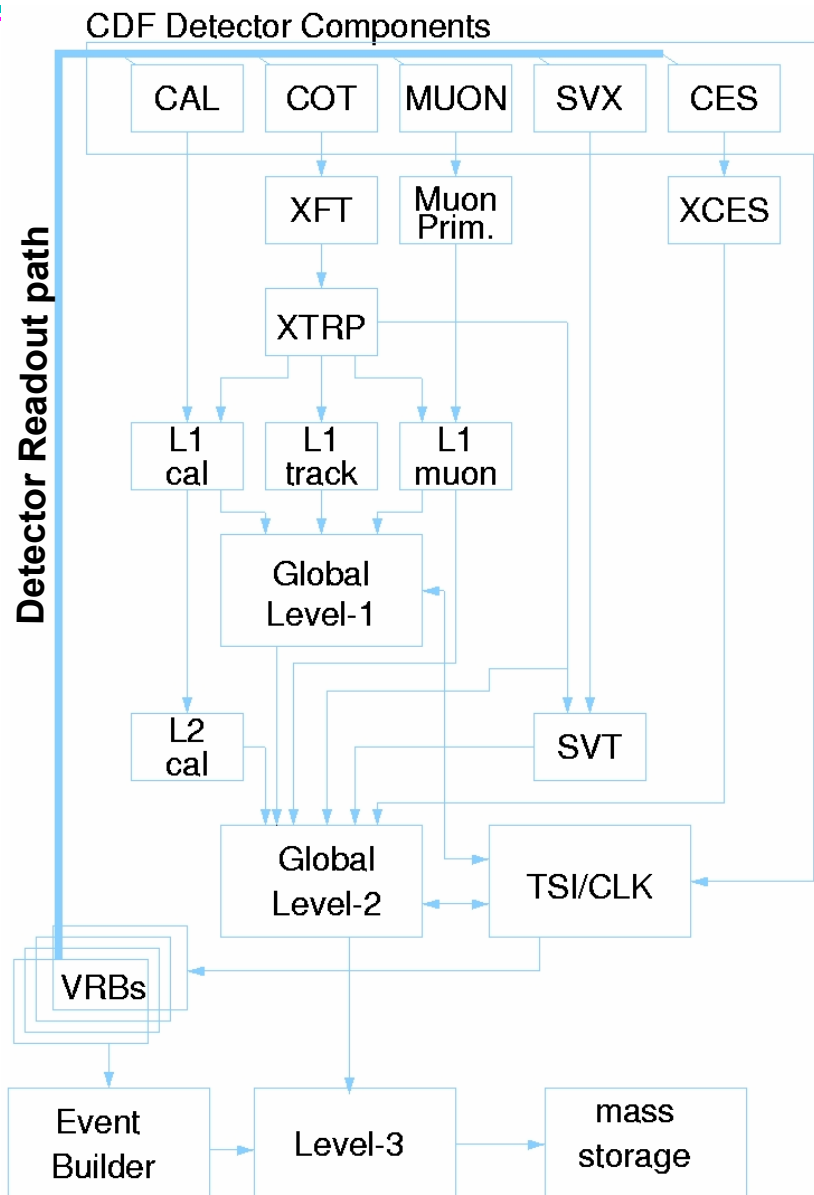 CDF Detector Components
CAL
COT
MUON
SVX
CES
XFT
Muon
Prim.
XCES
Detector Readout path
XTRP
L1
cal
L1
track
L1
muon
Global
Level-1
L2
cal
SVT
Global
Level-2
TSI/CLK
VRBs
Event
Builder
Level-3
mass
storage